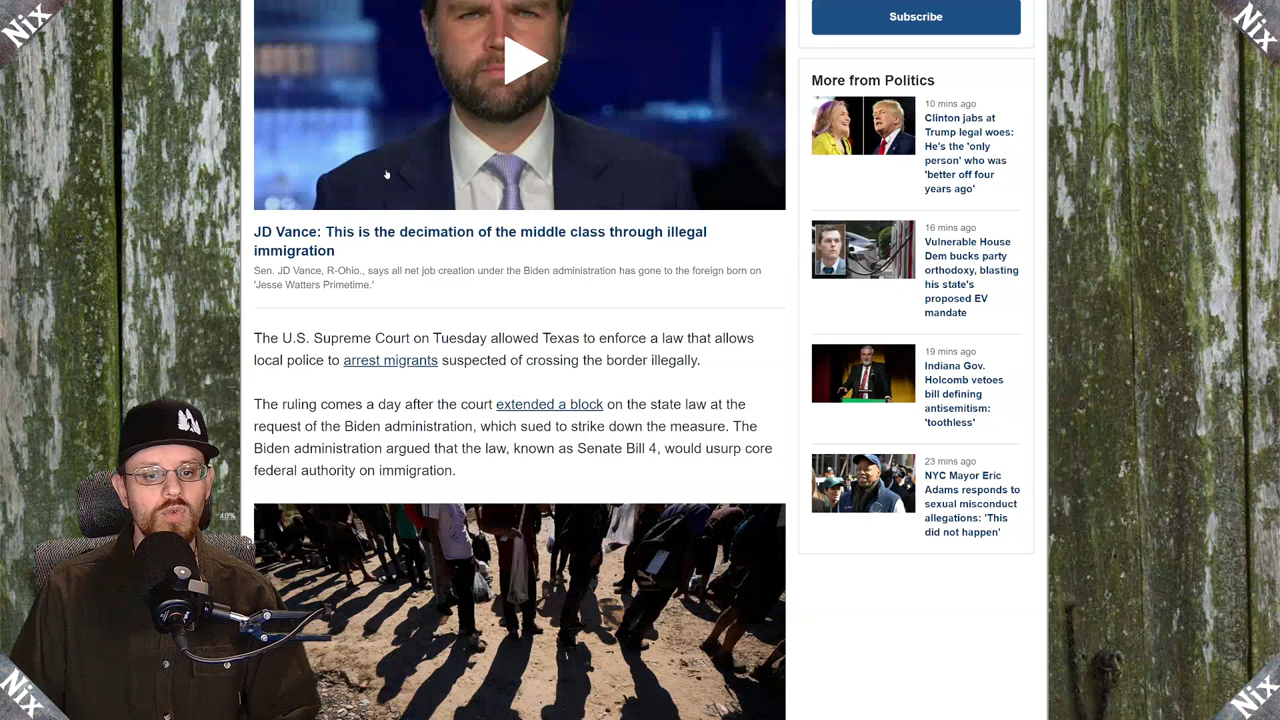 Nix
Nix
Subscribe
JD Vance: This is the decimation of the middle class through illegal
immigration
Sen. JD Vance, R-Ohio., says all net job creation under the Biden administration has gone to the foreign born on
'Jesse Watters Primetime.'
The U.S. Supreme Court on Tuesday allowed Texas to enforce a law that allows
local police to arrest migrants suspected of crossing the border illegally.
The ruling comes a day after the court extended a block on the state law at the
request of the Biden administration, which sued to strike down the measure. The
Biden administration argued that the law, known as Senate Bill 4, would usurp core
federal authority on immigration.
More from Politics
10 mins ago
Clinton jabs at
Trump legal woes:
He's the 'only
person' who was
'better off four
years ago'
16 mins ago
Vulnerable House
Dem bucks party
orthodoxy, blasting
his state's
proposed EV
mandate
19 mins ago
Indiana Gov.
Holcomb vetoes
bill defining
antisemitism:
'toothless'
23 mins ago
NYC Mayor Eric
Adams responds to
sexual misconduct
allegations: 'This
did not happen'
40%
Nix
Nix